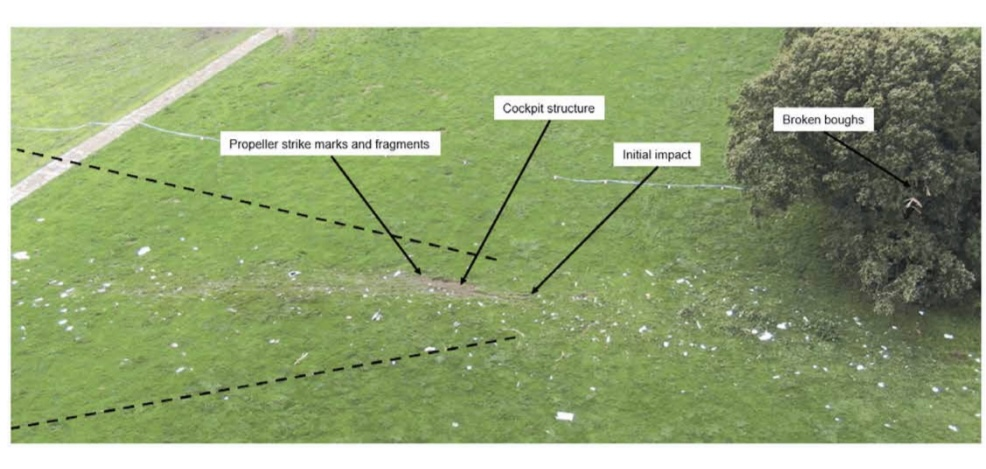 Cockpit structure
Broken boughs
Propeller strike marks and fragments
Initial impact